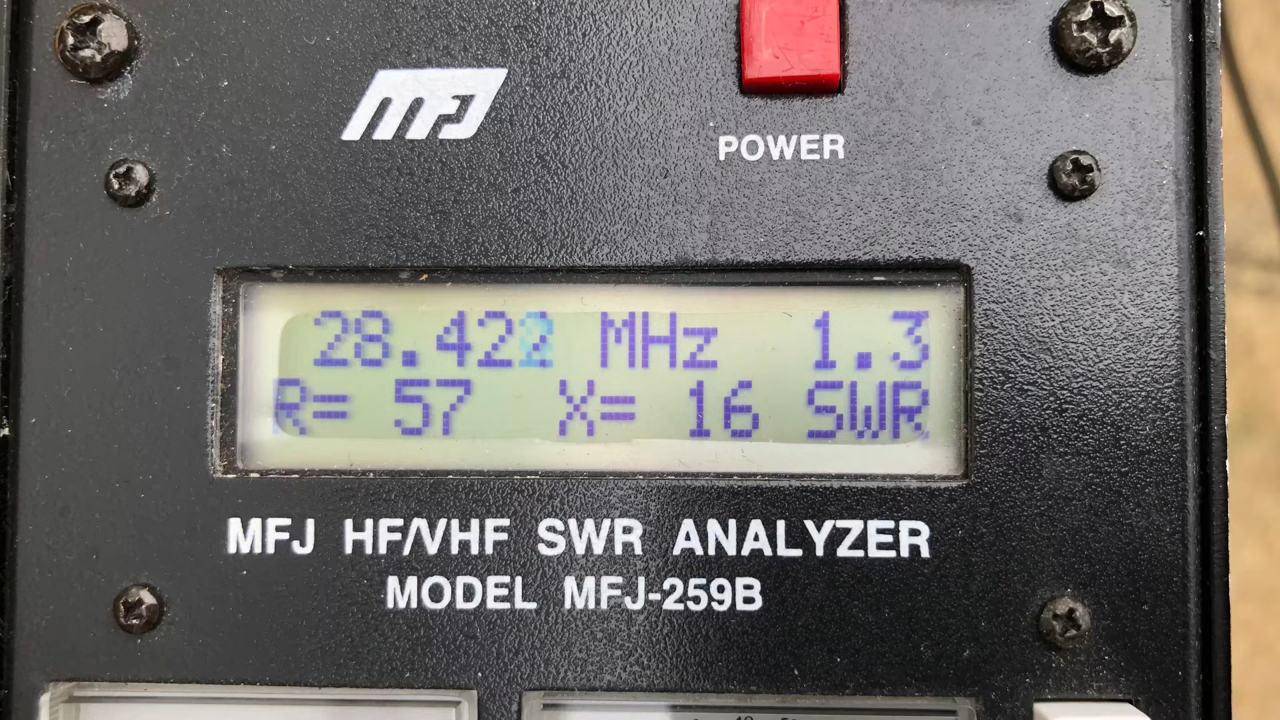 MFJ
POWER
28.422 MHz 1.3
R= 57 X= 16 SWR
MFJ HF/VHF SWR ANALYZER
MODEL MFJ-259B